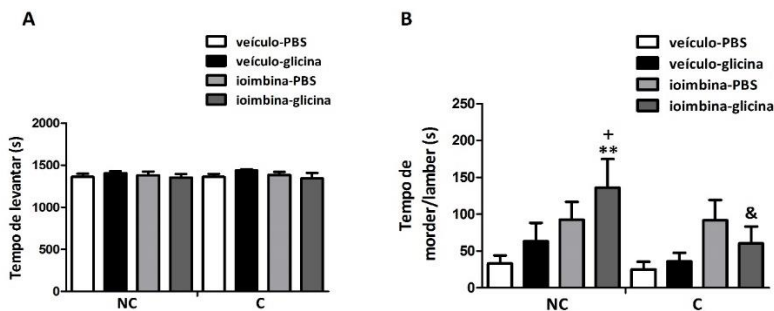 A
veículo-PBS
veículo-glicina
ioimbina-PBS
ioimbina-glicina
Tempo de levantar (s)
2000
1500
1000
500
0
NC
C
B
veículo-PBS
veículo-glicina
ioimbina-PBS
ioimbina-glicina
Tempo de
morder/lamber (s)
250
200
150
100
50
0
+
**
&
NC
C